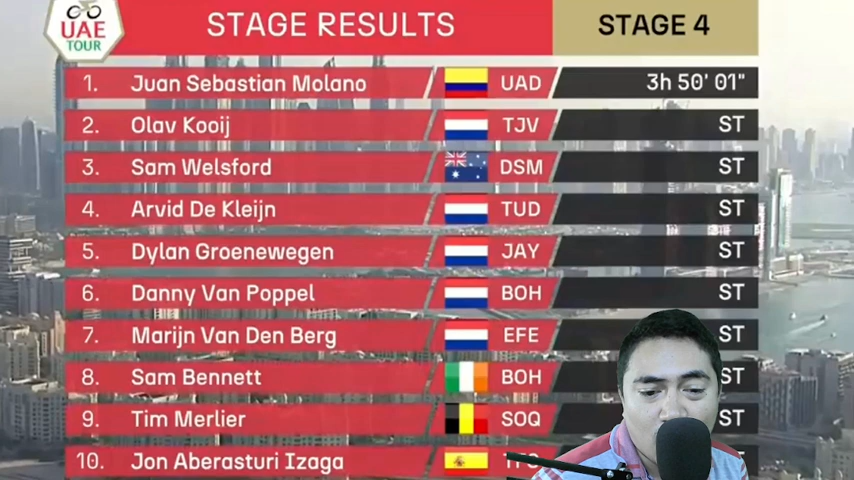 UAE
TOUR
STAGE RESULTS STAGE 4
1. Juan Sebastian Molano UAD 3h 50' 01"
2. Olav Kooij TJV ST
3. Sam Welsford DSM ST
4. Arvid De Kleijn TUD ST
5. Dylan Groenewegen JAY ST
6. Danny Van Poppel BOH ST
7. Marijn Van Den Berg EFE ST
8. Sam Bennett BOH ST
9. Tim Merlier SOQ ST
10. Jon Aberasturi Izaga